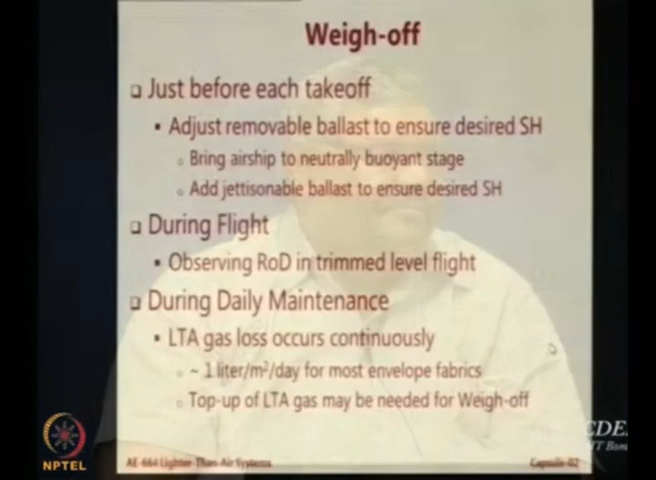 Weigh-off
Just before each takeoff
Adjust removable ballast to ensure desired SH
Bring airship to neutrally buoyant stage
Add jettisonable ballast to ensure desired SH
During Flight
Observing RoD in trimmed level flight
During Daily Maintenance
LTA gas loss occurs continuously
~ 1 liter/m²/day for most envelope fabrics
Top-up of LTA gas may be needed for Weigh-off
CDE
NPTEL
AE-664 Lighter-Than-Air Systems
Capsule-02